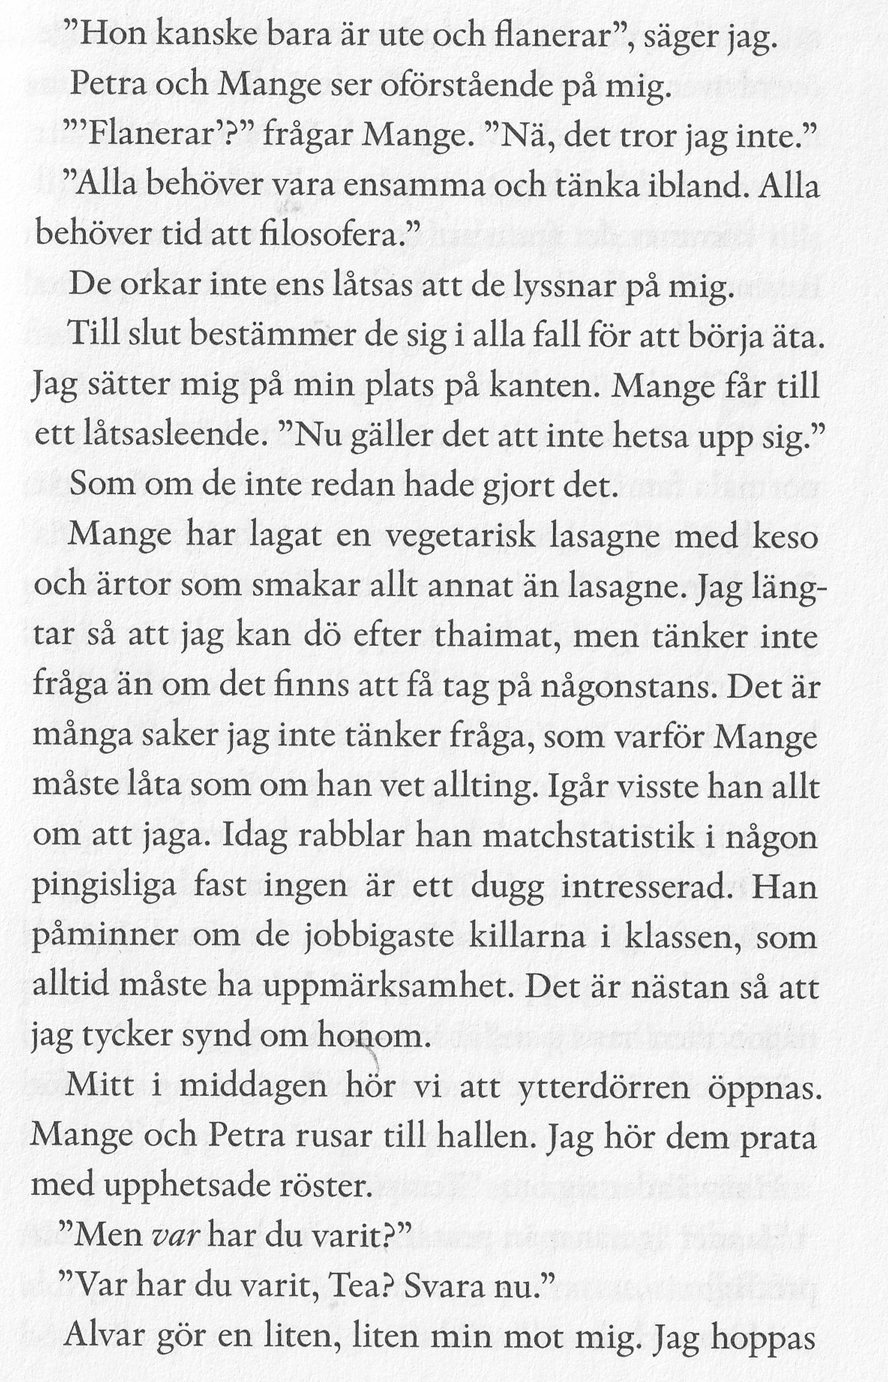 ”Hon kanske bara är ute och flanerar”, säger jag.
Petra och Mange ser oförstående på mig.
”’Flanerar’?” frågar Mange. ”Nä, det tror jag inte.”
”Alla behöver vara ensamma och tänka ibland. Alla
behöver tid att filosofera.”
De orkar inte ens låtsas att de lyssnar på mig.
Till slut bestämmer de sig i alla fall för att börja äta.
Jag sätter mig på min plats på kanten. Mange får till
ett låtsasleende. ”Nu gäller det att inte hetsa upp sig.”
Som om de inte redan hade gjort det.
Mange har lagat en vegetarisk lasagne med keso
och ärtor som smakar allt annat än lasagne. Jag läng-
tar så att jag kan dö efter thaimat, men tänker inte
fråga än om det finns att få tag på någonstans. Det är
många saker jag inte tänker fråga, som varför Mange
måste låta som om han vet allting. Igår visste han allt
om att jaga. Idag rabblar han matchstatistik i någon
pingisliga fast ingen är ett dugg intresserad. Han
påminner om de jobbigaste killarna i klassen, som
alltid måste ha uppmärksamhet. Det är nästan så att
jag tycker synd om honom.
Mitt i middagen hör vi att ytterdörren öppnas.
Mange och Petra rusar till hallen. Jag hör dem prata
med upphetsade röster.
”Men var har du varit?”
”Var har du varit, Tea? Svara nu.”
Alvar gör en liten, liten min mot mig. Jag hoppas